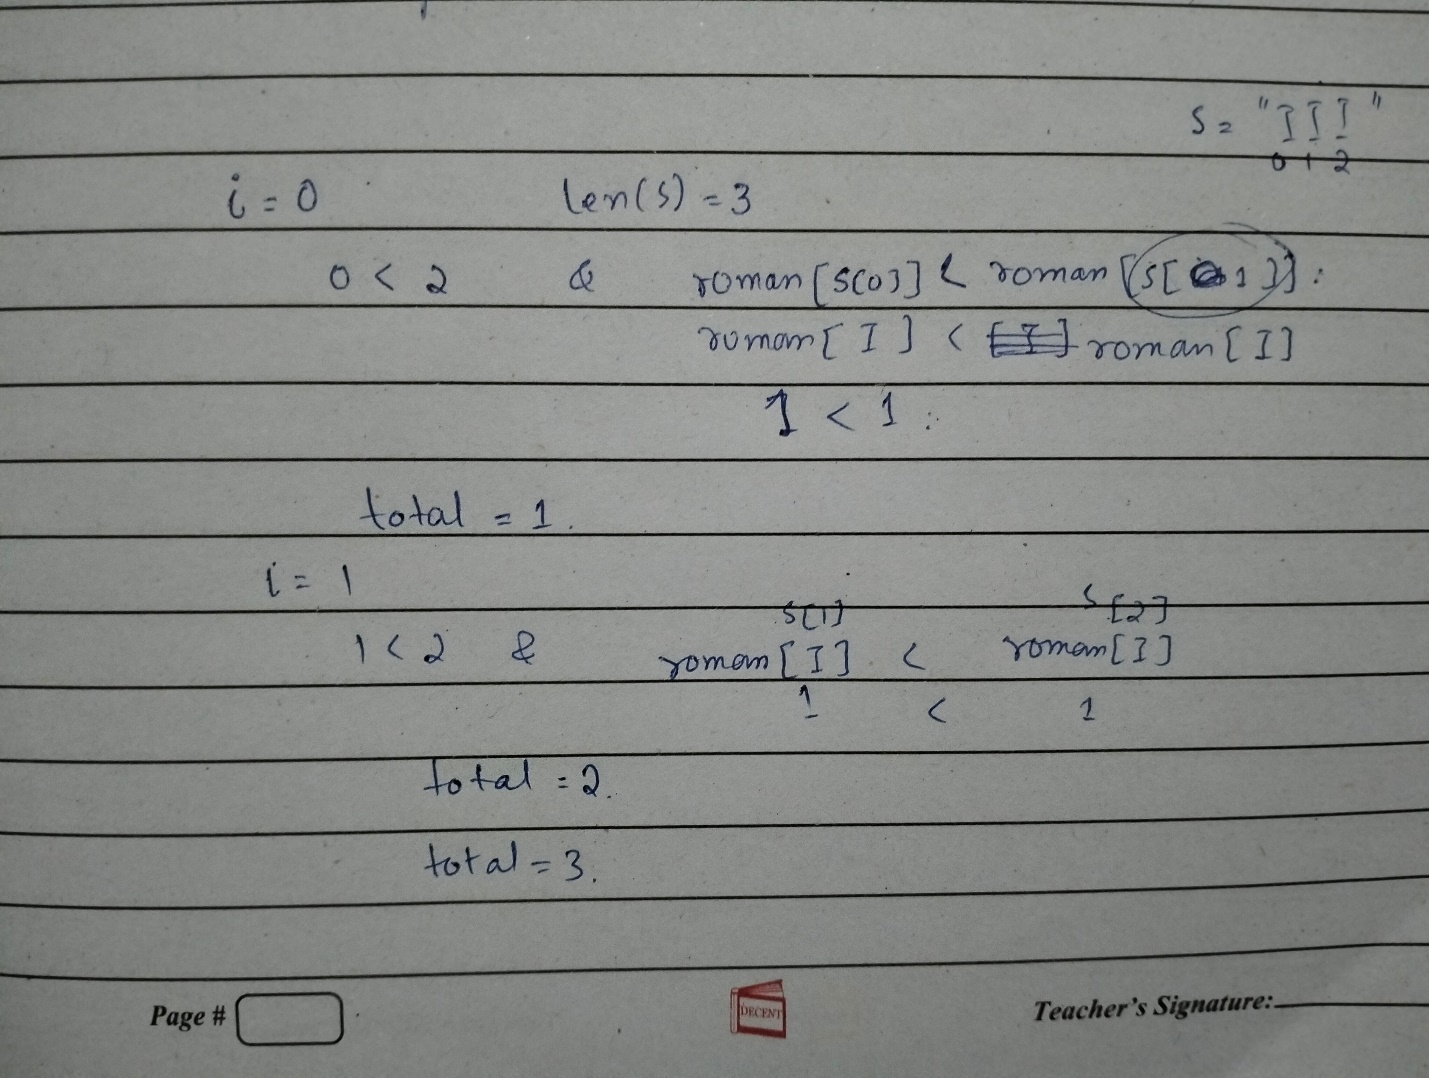 S = "III"
0 1 2
i = 0 len(s) = 3
0 < 2 & roman[s[0]] < roman[s[1]]:
roman[I] < roman[I]
1 < 1 :
total = 1.
i = 1
s[1] s[2]
1 < 2 & roman[I] < roman[I]
1 < 1
total = 2.
total = 3.
Page # DECENT Teacher's Signature: